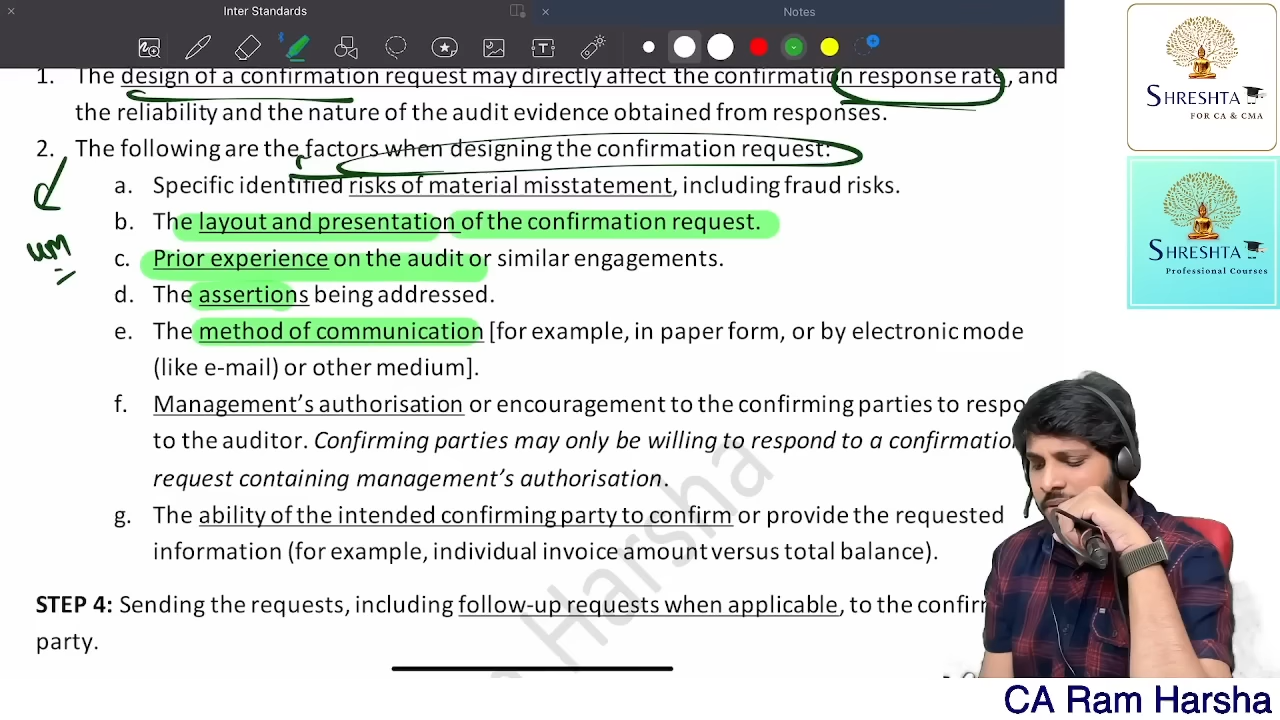 Inter Standards
Notes
1. The design of a confirmation request may directly affect the confirmation response rate, and
the reliability and the nature of the audit evidence obtained from responses.
2. The following are the factors when designing the confirmation request:
a. Specific identified risks of material misstatement, including fraud risks.
b. The layout and presentation of the confirmation request.
c. Prior experience on the audit or similar engagements.
d. The assertions being addressed.
e. The method of communication [for example, in paper form, or by electronic mode
(like e-mail) or other medium].
f. Management's authorisation or encouragement to the confirming parties to respo
to the auditor. Confirming parties may only be willing to respond to a confirmation
request containing management's authorisation.
g. The ability of the intended confirming party to confirm or provide the requested
information (for example, individual invoice amount versus total balance).
STEP 4: Sending the requests, including follow-up requests when applicable, to the confir
party.
Harsha
SHRESHTA
FOR CA & CMA
SHRESHTA
Professional Courses
CA Ram Harsha